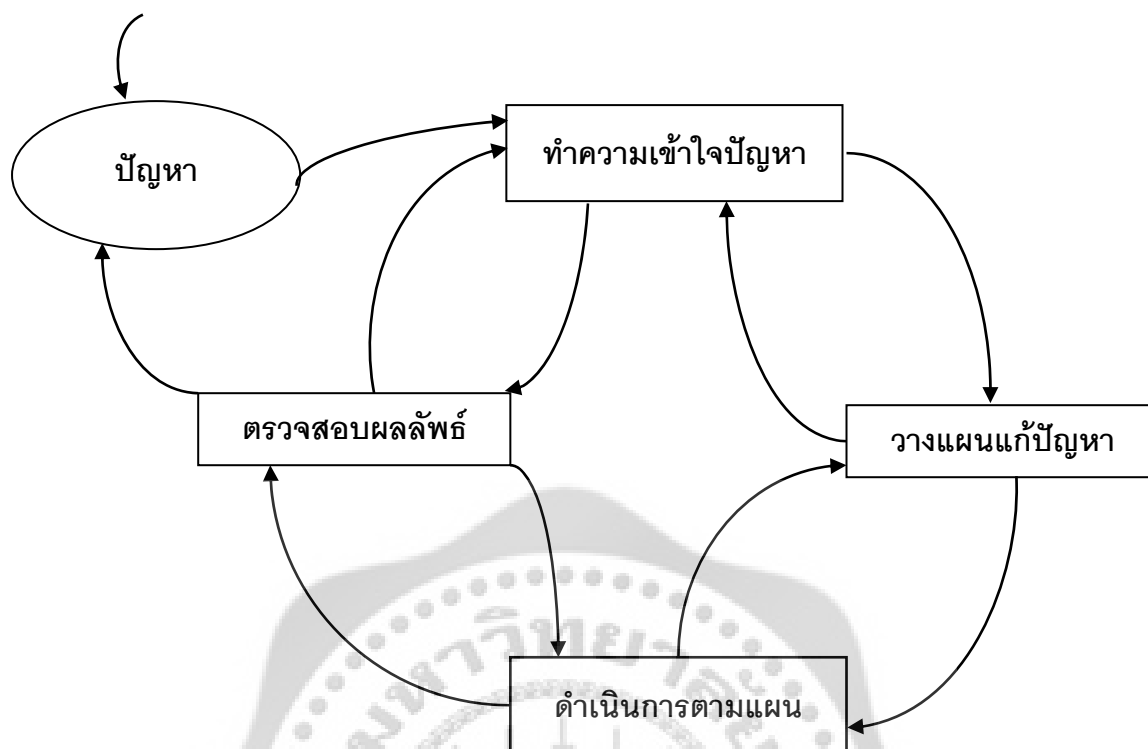 ปัญหา
ทำความเข้าใจปัญหา
ตรวจสอบผลลัพธ์
วางแผนแก้ปัญหา
ดำเนินการตามแผน